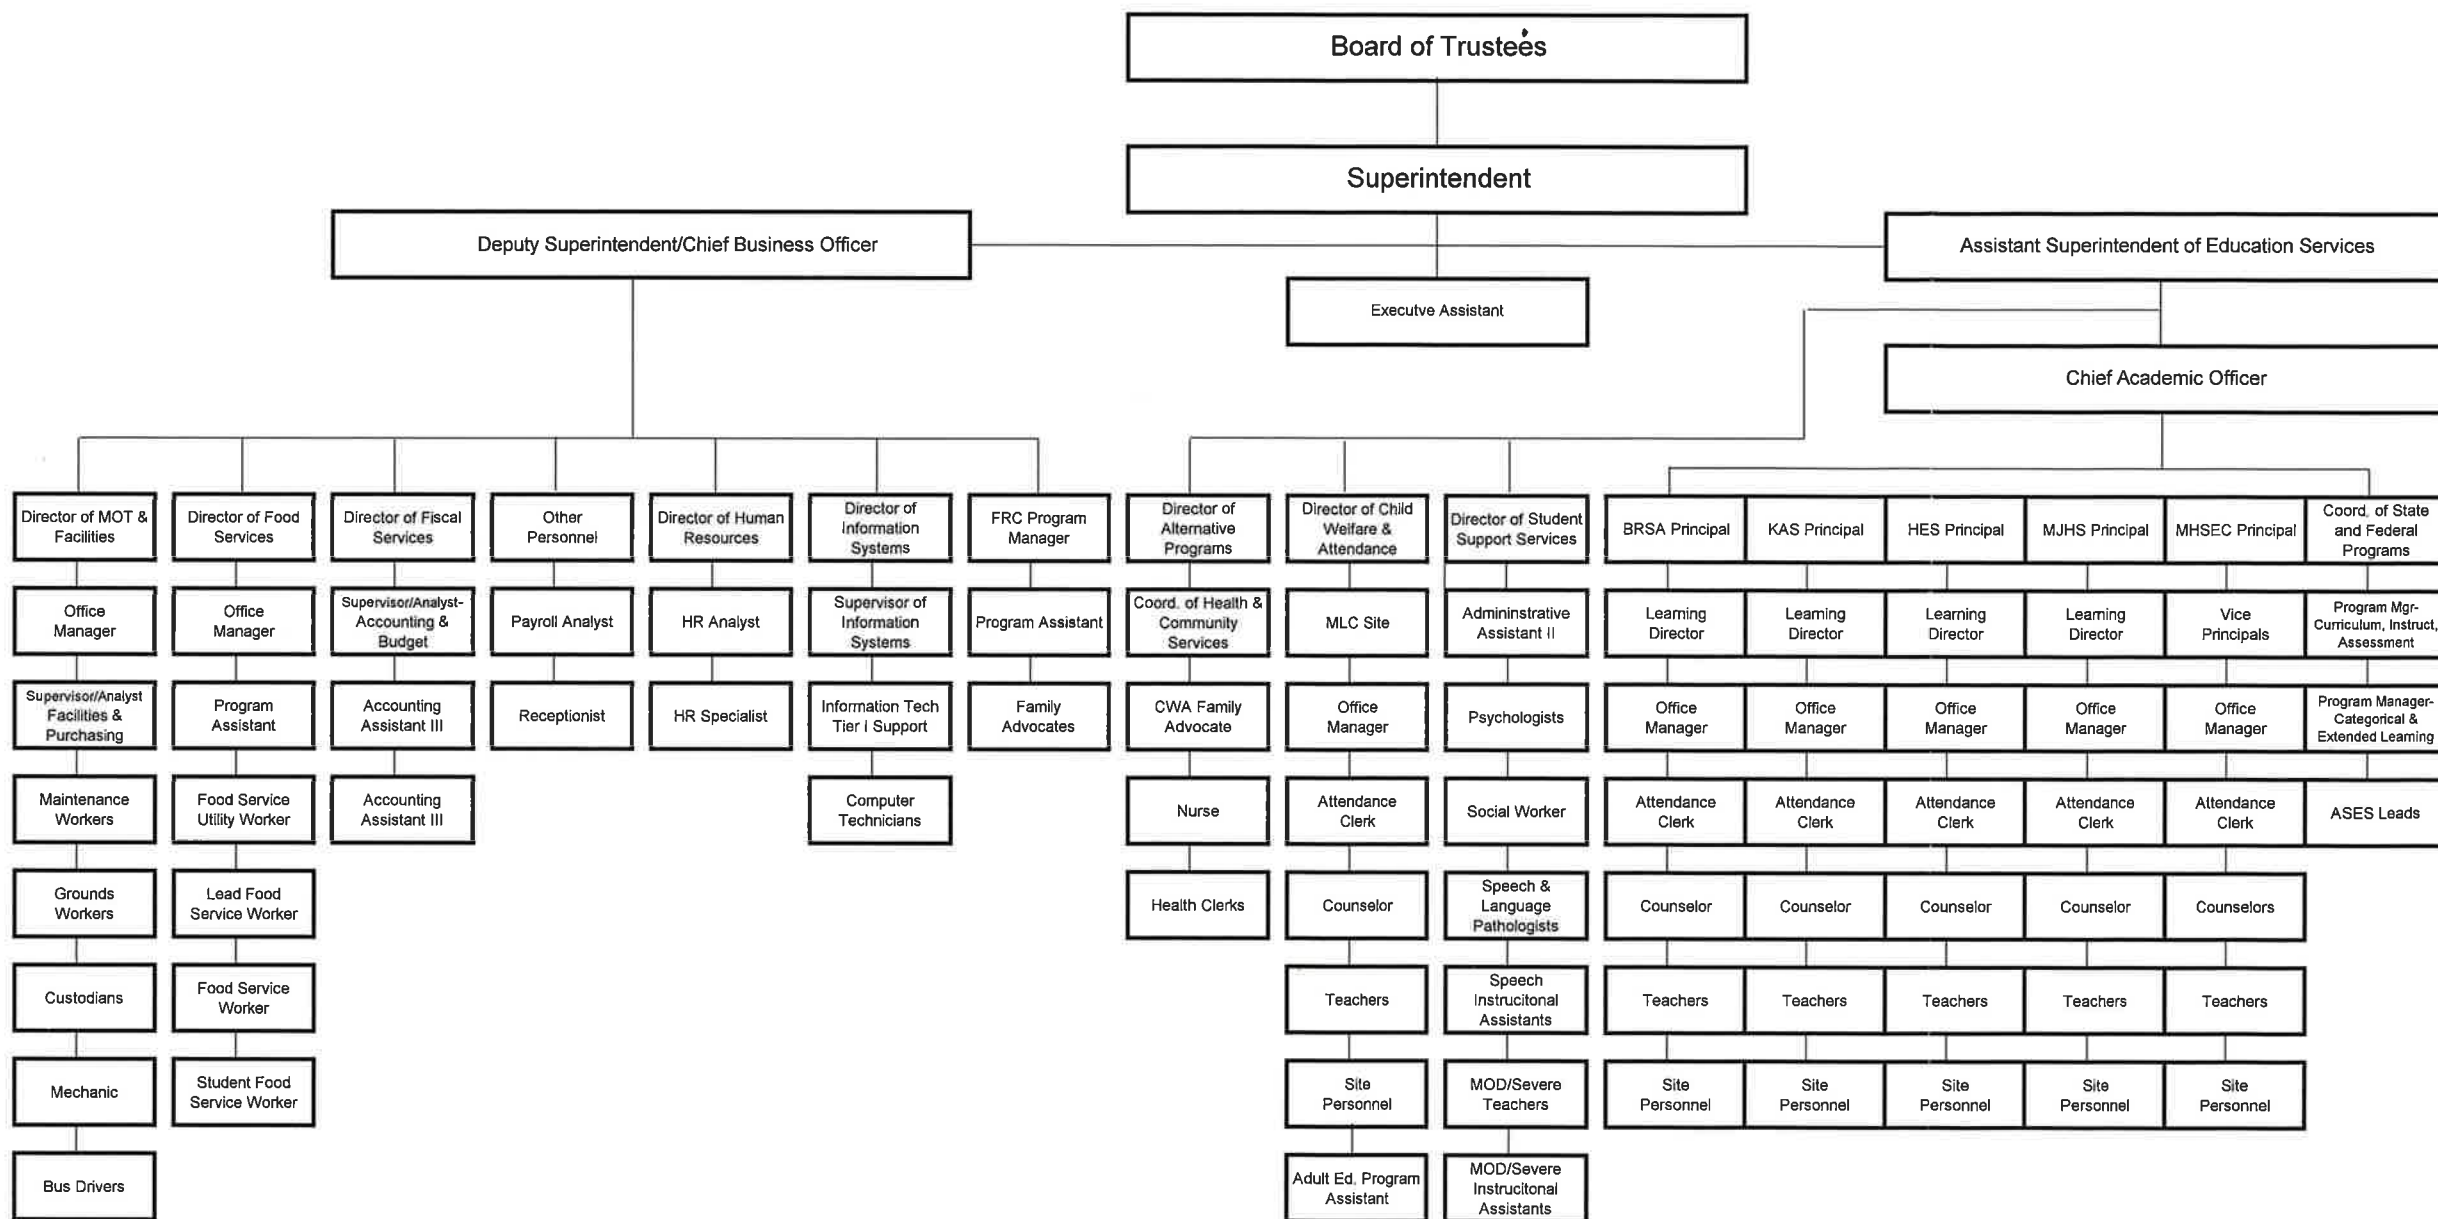 Board of Trustees
Superintendent
Deputy Superintendent/Chief Business Officer
Assistant Superintendent of Education Services
Executve Assistant
Chief Academic Officer
Director of MOT &
Facilities
Office
Manager
Supervisor/Analyst
Facilities &
Purchasing
Maintenance
Workers
Grounds
Workers
Custodians
Mechanic
Bus Drivers
Director of Food
Services
Office
Manager
Program
Assistant
Food Service
Utility Worker
Lead Food
Service Worker
Food Service
Worker
Student Food
Service Worker
Director of Fiscal
Services
Supervisor/Analyst-
Accounting &
Budget
Accounting
Assistant III
Accounting
Assistant III
Other
Personnel
Payroll Analyst
Receptionist
Director of Human
Resources
HR Analyst
HR Specialist
Director of
Information
Systems
Supervisor of
Information
Systems
Information Tech
Tier I Support
Computer
Technicians
FRC Program
Manager
Program Assistant
Family
Advocates
Director of
Alternative
Programs
Coord. of Health &
Community
Services
CWA Family
Advocate
Nurse
Health Clerks
Director of Child
Welfare &
Attendance
MLC Site
Office
Manager
Attendance
Clerk
Counselor
Teachers
Site
Personnel
Adult Ed. Program
Assistant
Director of Student
Support Services
Admininstrative
Assistant II
Psychologists
Social Worker
Speech &
Language
Pathologists
Speech
Instrucitonal
Assistants
MOD/Severe
Teachers
MOD/Severe
Instrucitonal
Assistants
BRSA Principal
Learning
Director
Office
Manager
Attendance
Clerk
Counselor
Teachers
Site
Personnel
KAS Principal
Learning
Director
Office
Manager
Attendance
Clerk
Counselor
Teachers
Site
Personnel
HES Principal
Learning
Director
Office
Manager
Attendance
Clerk
Counselor
Teachers
Site
Personnel
MJHS Principal
Learning
Director
Office
Manager
Attendance
Clerk
Counselor
Teachers
Site
Personnel
MHSEC Principal
Vice
Principals
Office
Manager
Attendance
Clerk
Counselors
Teachers
Site
Personnel
Coord. of State
and Federal
Programs
Program Mgr-
Curriculum, Instruct,
Assessment
Program Manager-
Categorical &
Extended Learning
ASES Leads